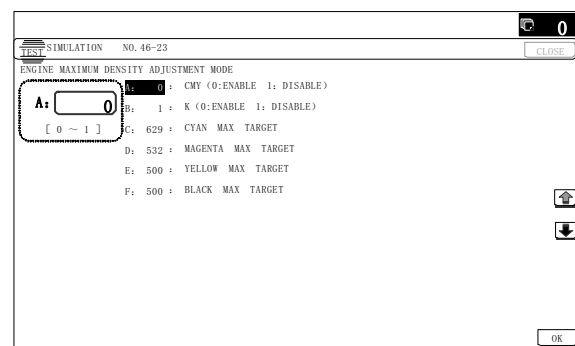 0
TEST SIMULATION NO. 46-23
CLOSE
ENGINE MAXIMUM DENSITY ADJUSTMENT MODE
A: 0
[ 0 ~ 1 ]
A: 0 : CMY (0:ENABLE 1: DISABLE)
B: 1 : K (0:ENABLE 1: DISABLE)
C: 629 : CYAN MAX TARGET
D: 532 : MAGENTA MAX TARGET
E: 500 : YELLOW MAX TARGET
F: 500 : BLACK MAX TARGET
OK